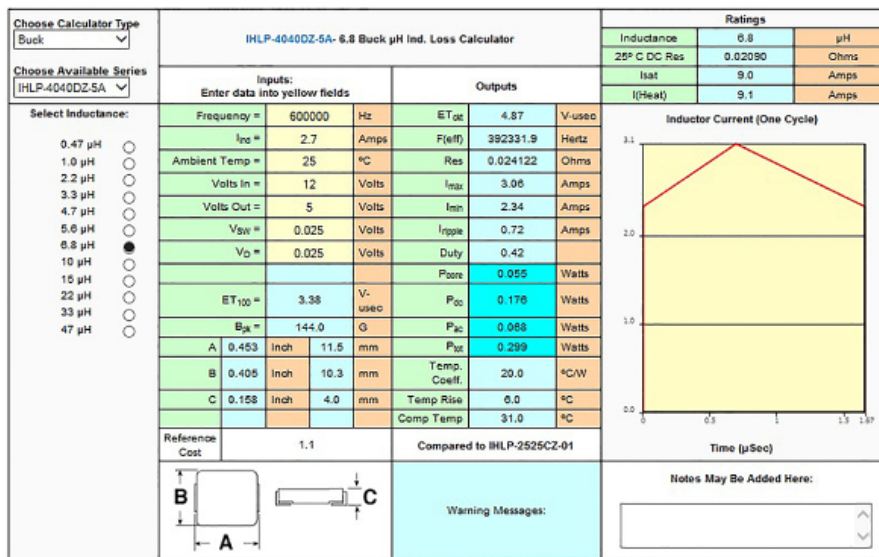 Choose Calculator Type
Buck
Choose Available Series
IHLP-4040DZ-5A
Select Inductance:
0.47 µH
1.0 µH
2.2 µH
3.3 µH
4.7 µH
5.6 µH
6.8 µH
10 µH
15 µH
22 µH
33 µH
47 µH
IHLP-4040DZ-5A- 6.8 Buck µH Ind. Loss Calculator
Inputs:
Enter data into yellow fields
Frequency = 600000 Hz
I_IND = 2.7 Amps
Ambient Temp = 25 ºC
Volts In = 12 Volts
Volts Out = 5 Volts
V_SW = 0.025 Volts
V_D = 0.025 Volts
ET100 = 3.38 V-usec
Bpk = 144.0 G
A 0.453 Inch 11.5 mm
B 0.405 Inch 10.3 mm
C 0.158 Inch 4.0 mm
Reference Cost 1.1
B
A
C
Outputs
ETckt 4.87 V-usec
F(eff) 392331.9 Hertz
Res 0.024122 Ohms
Imax 3.06 Amps
Imin 2.34 Amps
Iripple 0.72 Amps
Duty 0.42
Pcore 0.055 Watts
Pdc 0.176 Watts
Pac 0.068 Watts
Ptot 0.299 Watts
Temp. Coeff. 20.0 ºC/W
Temp Rise 6.0 ºC
Comp Temp 31.0 ºC
Compared to IHLP-2525CZ-01
Warning Messages:
Ratings
Inductance 6.8 µH
25º C DC Res 0.02090 Ohms
Isat 9.0 Amps
I(Heat) 9.1 Amps
Inductor Current (One Cycle)
3.1
2.0
1.0
0.0
0 0.5 1 1.5 1.67
Time (µSec)
Notes May Be Added Here: